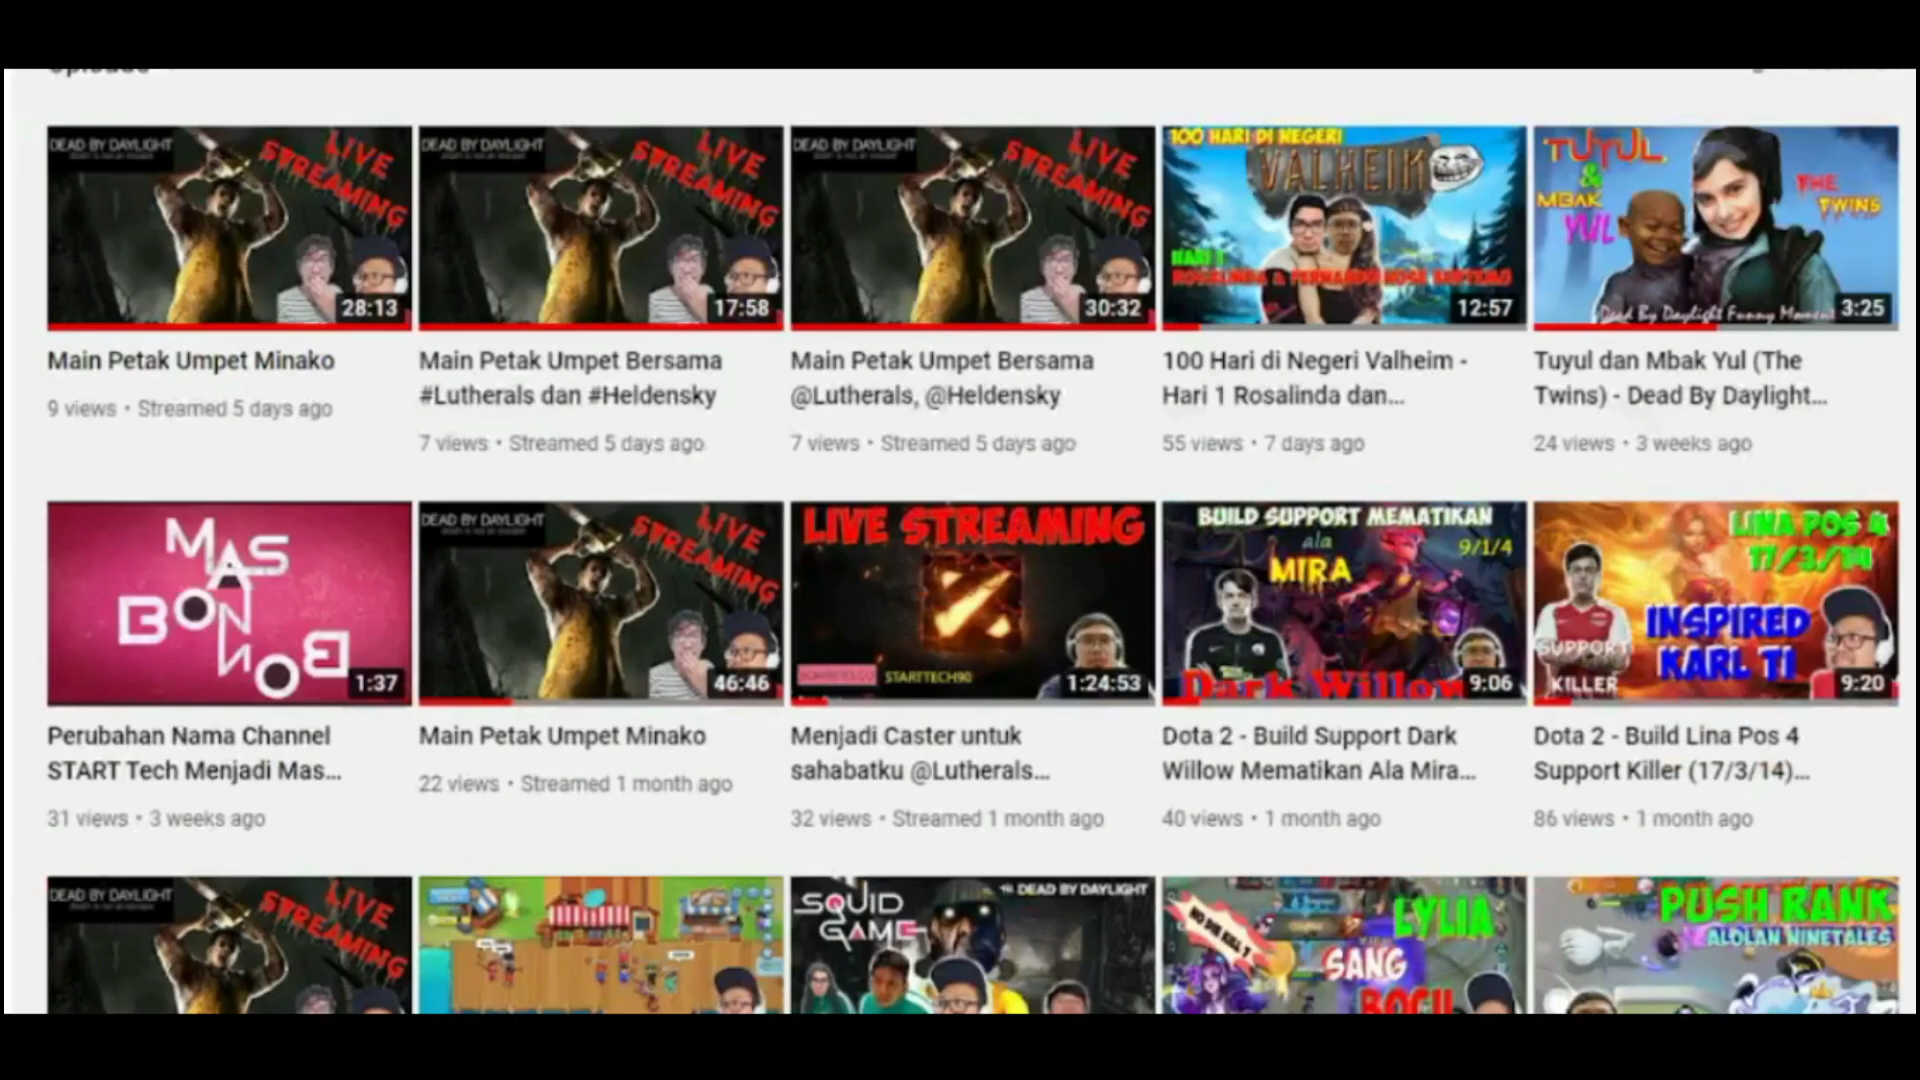 DEAD BY DAYLIGHT
LIVE
STREAMING
28:13
DEAD BY DAYLIGHT
LIVE
STREAMING
17:58
DEAD BY DAYLIGHT
LIVE
STREAMING
30:32
100 HARI DI NEGERI
VALHEIM
HARI 1
ROSALINDA & FERNANDO
12:57
TUYUL
&
MBAK
YUL
THE
TWINS
Dead By Daylight Funny Moment
3:25
Main Petak Umpet Minako
9 views • Streamed 5 days ago
Main Petak Umpet Bersama
#Lutherals dan #Heldensky
7 views • Streamed 5 days ago
Main Petak Umpet Bersama
@Lutherals, @Heldensky
7 views • Streamed 5 days ago
100 Hari di Negeri Valheim -
Hari 1 Rosalinda dan...
55 views • 7 days ago
Tuyul dan Mbak Yul (The
Twins) - Dead By Daylight...
24 views • 3 weeks ago
MAS
BON
BON
1:37
DEAD BY DAYLIGHT
LIVE
STREAMING
46:46
LIVE STREAMING
STARTTECH90
1:24:53
BUILD SUPPORT MEMATIKAN
ala
MIRA
9/1/4
Dark Willow
9:06
LINA POS 4
17/3/14
INSPIRED
KARL TI
SUPPORT
KILLER
9:20
Perubahan Nama Channel
START Tech Menjadi Mas...
31 views • 3 weeks ago
Main Petak Umpet Minako
22 views • Streamed 1 month ago
Menjadi Caster untuk
sahabatku @Lutherals...
32 views • Streamed 1 month ago
Dota 2 - Build Support Dark
Willow Mematikan Ala Mira...
40 views • 1 month ago
Dota 2 - Build Lina Pos 4
Support Killer (17/3/14)...
86 views • 1 month ago
DEAD BY DAYLIGHT
LIVE
STREAMING
SQUID
GAME
DEAD BY DAYLIGHT
LYLIA
SANG
BOCIL
PUSH RANK
ALOLAN NINETALES